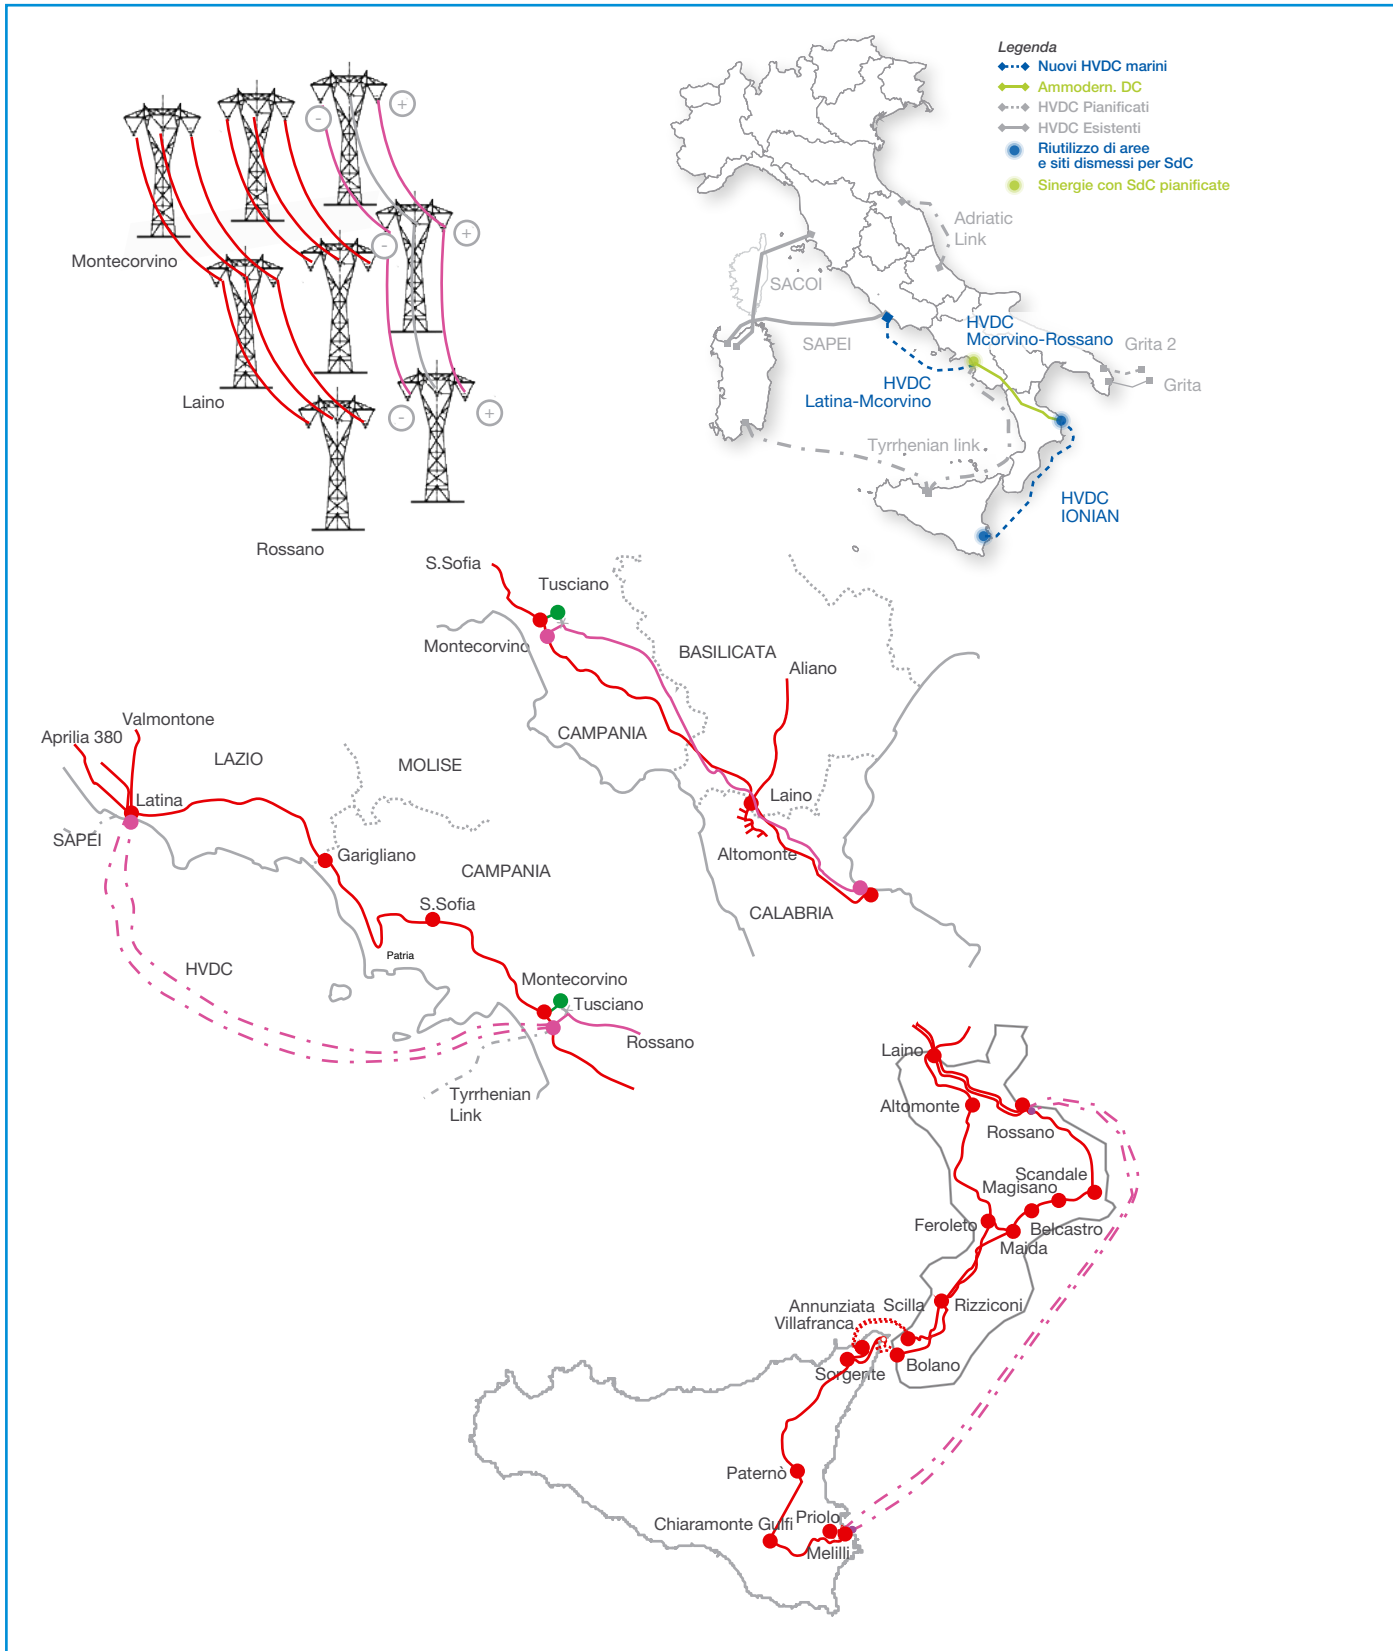 Legenda
Nuovi HVDC marini
Ammodern. DC
HVDC Pianificati
HVDC Esistenti
Riutilizzo di aree
e siti dismessi per SdC
Sinergie con SdC pianificate
-
+
-
+
-
+
Montecorvino
Laino
Rossano
Adriatic
Link
SACOI
SAPEI
HVDC
Mcorvino-Rossano
Grita 2
Grita
HVDC
Latina-Mcorvino
Tyrrhenian link
HVDC
IONIAN
S.Sofia
Tusciano
Montecorvino
BASILICATA
Aliano
CAMPANIA
Laino
Altomonte
CALABRIA
Valmontone
Aprilia 380
LAZIO
MOLISE
Latina
SAPEI
Garigliano
CAMPANIA
S.Sofia
Patria
HVDC
Montecorvino
Tusciano
Rossano
Tyrrhenian
Link
Laino
Altomonte
Rossano
Scandale
Magisano
Feroleto
Belcastro
Maida
Annunziata
Scilla
Rizziconi
Villafranca
Bolano
Sorgente
Paternò
Chiaramonte Gulfi
Priolo
Melilli